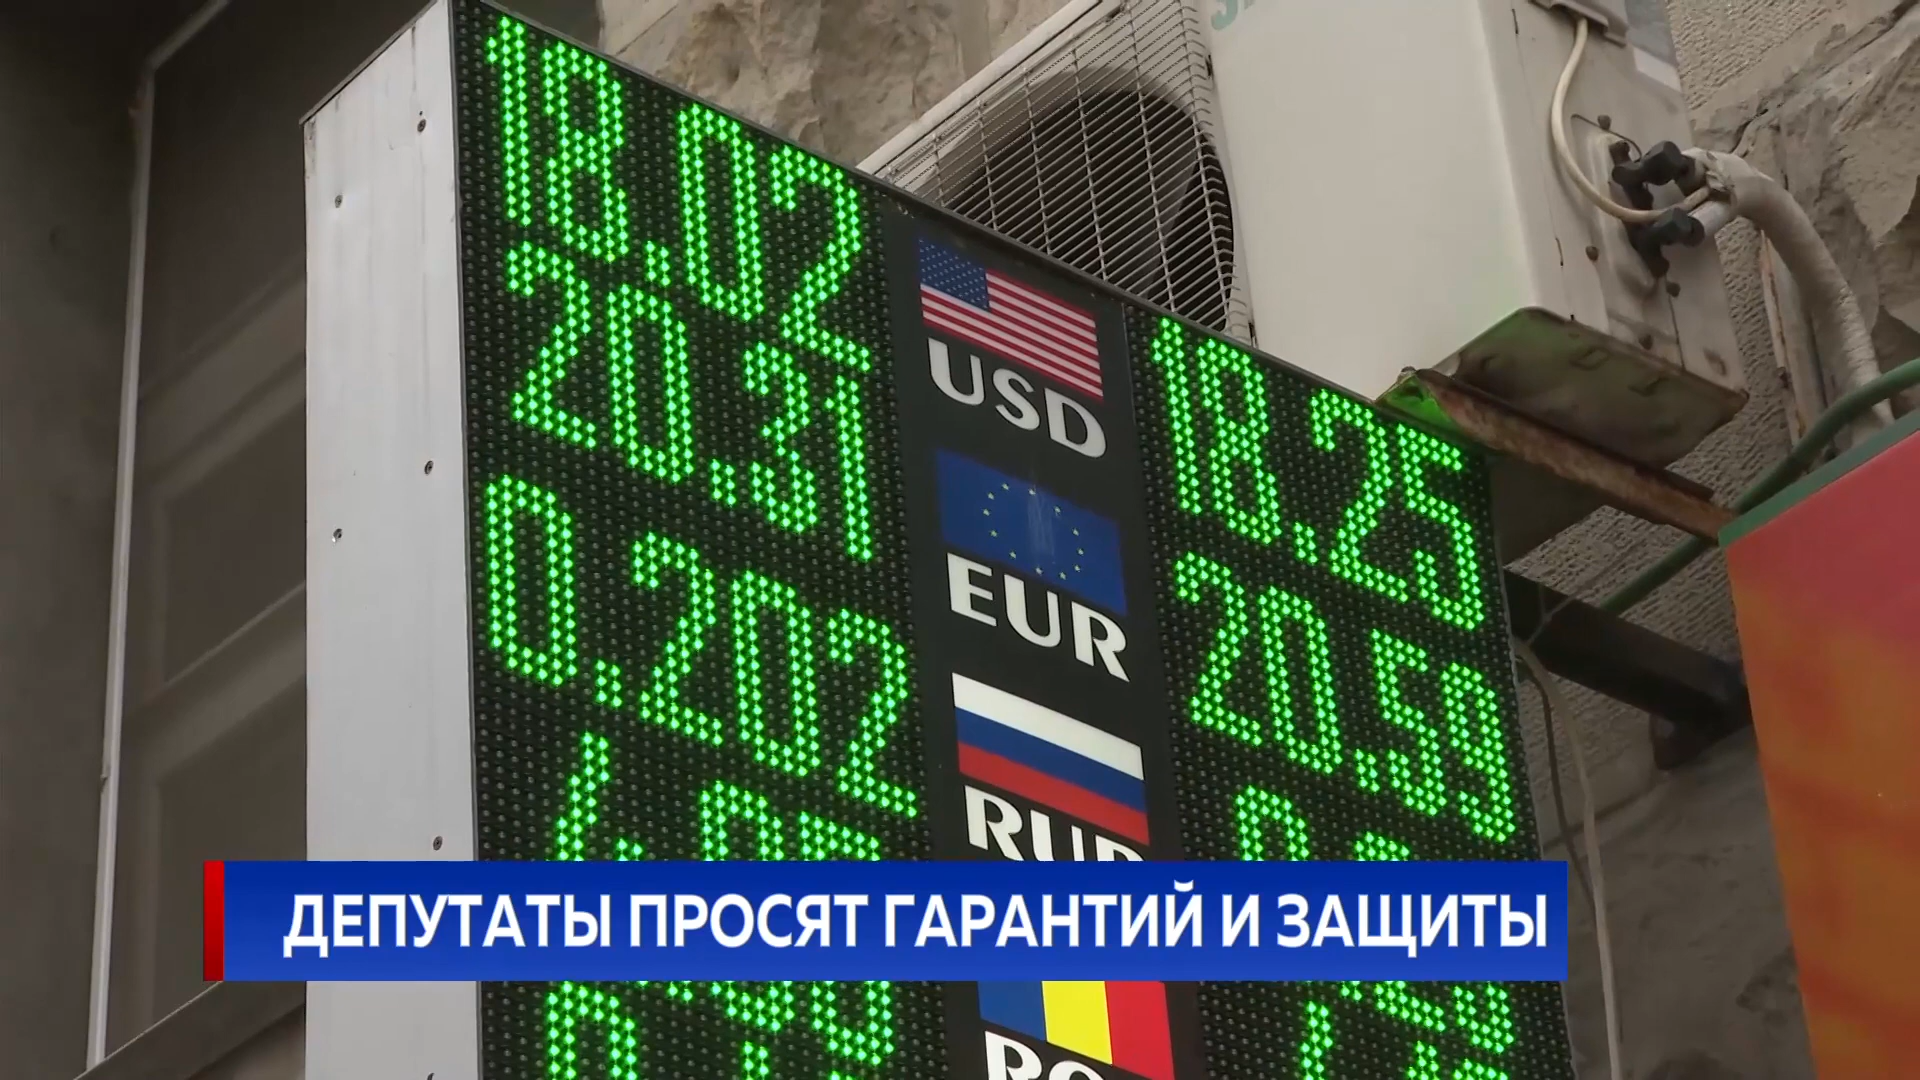 18.02 USD 18.25
20.31 EUR 20.59
0.202 RUB
ДЕПУТАТЫ ПРОСЯТ ГАРАНТИЙ И ЗАЩИТЫ